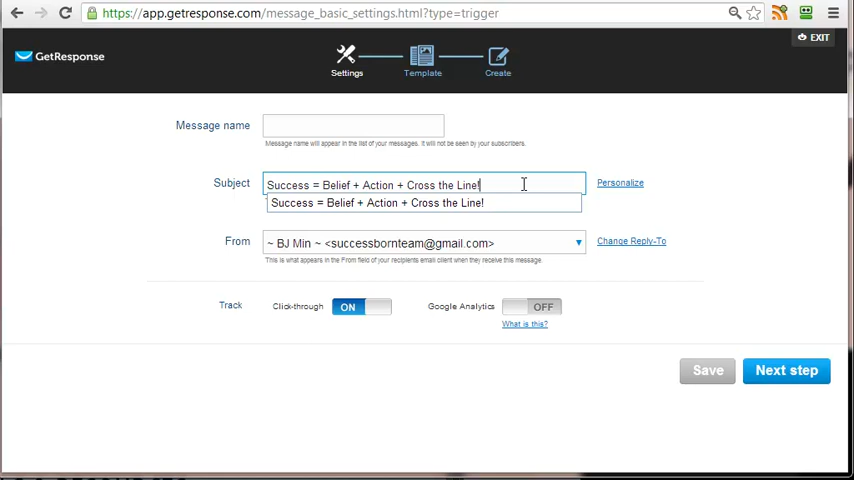 https://app.getresponse.com/message_basic_settings.html?type=trigger
EXIT
GetResponse
Settings
Template
Create
Message name
Message name will appear in the list of your messages. It will not be seen by your subscribers.
Subject
Success = Belief + Action + Cross the Line!
Personalize
Success = Belief + Action + Cross the Line!
From
~ BJ Min ~ <successbornteam@gmail.com>
Change Reply-To
This is what appears in the From field of your recipients email client when they receive this message.
Track
Click-through
ON
Google Analytics
OFF
What is this?
Save
Next step